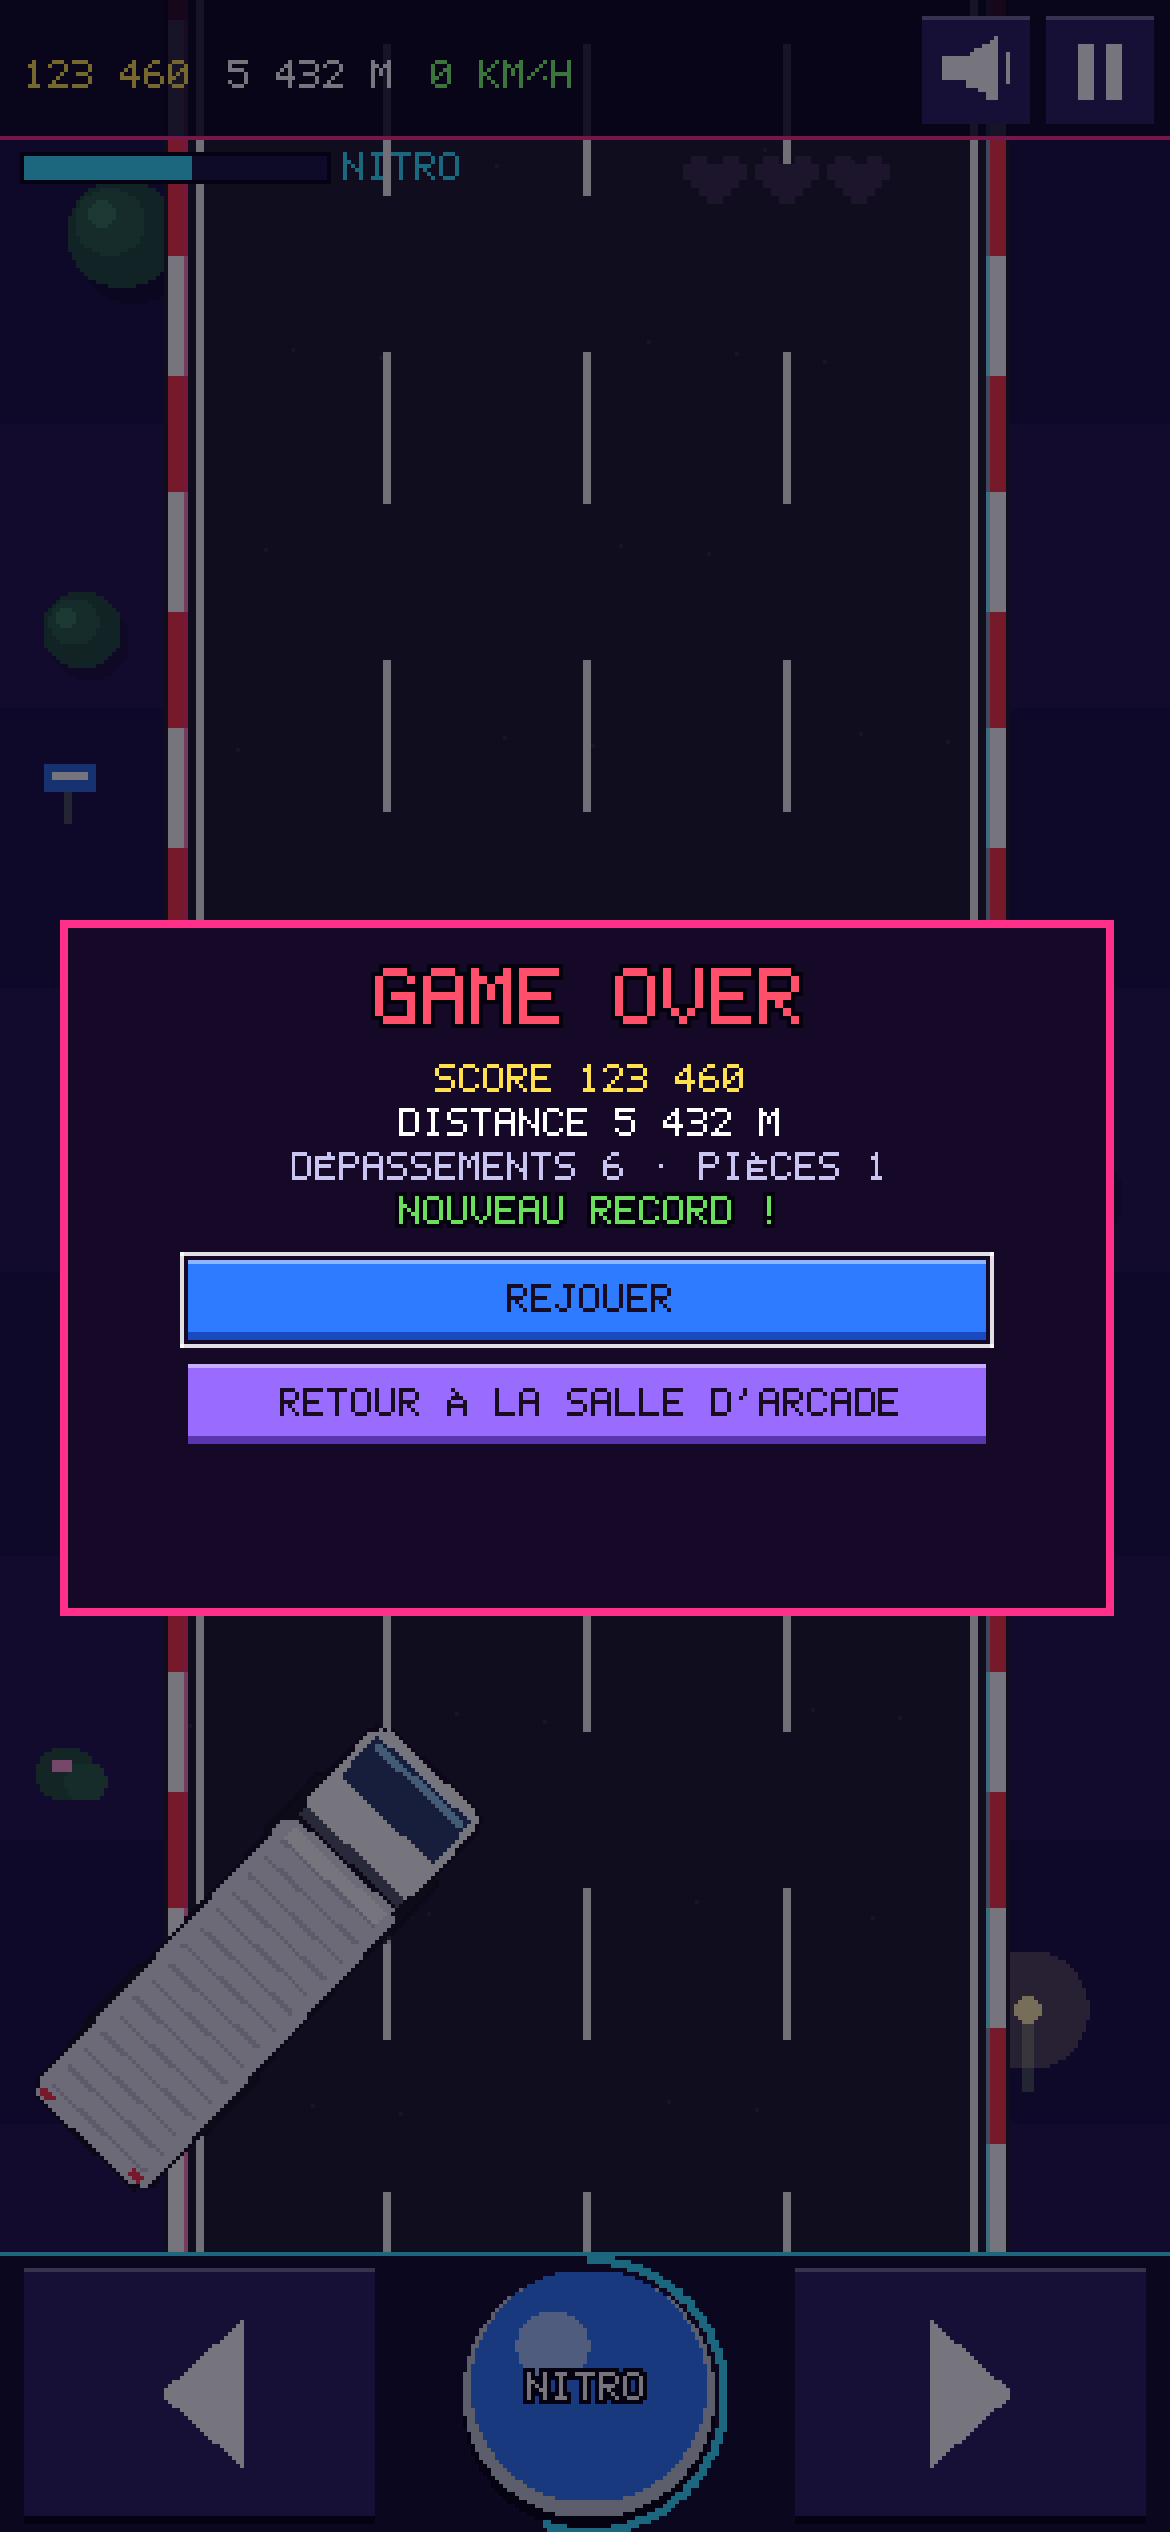 123 460 5 432 M 0 KM/H
NITRO
GAME OVER
SCORE 123 460
DISTANCE 5 432 M
DéPASSEMENTS 6 · PIèCES 1
NOUVEAU RECORD !
REJOUER
RETOUR à LA SALLE D'ARCADE
NITRO